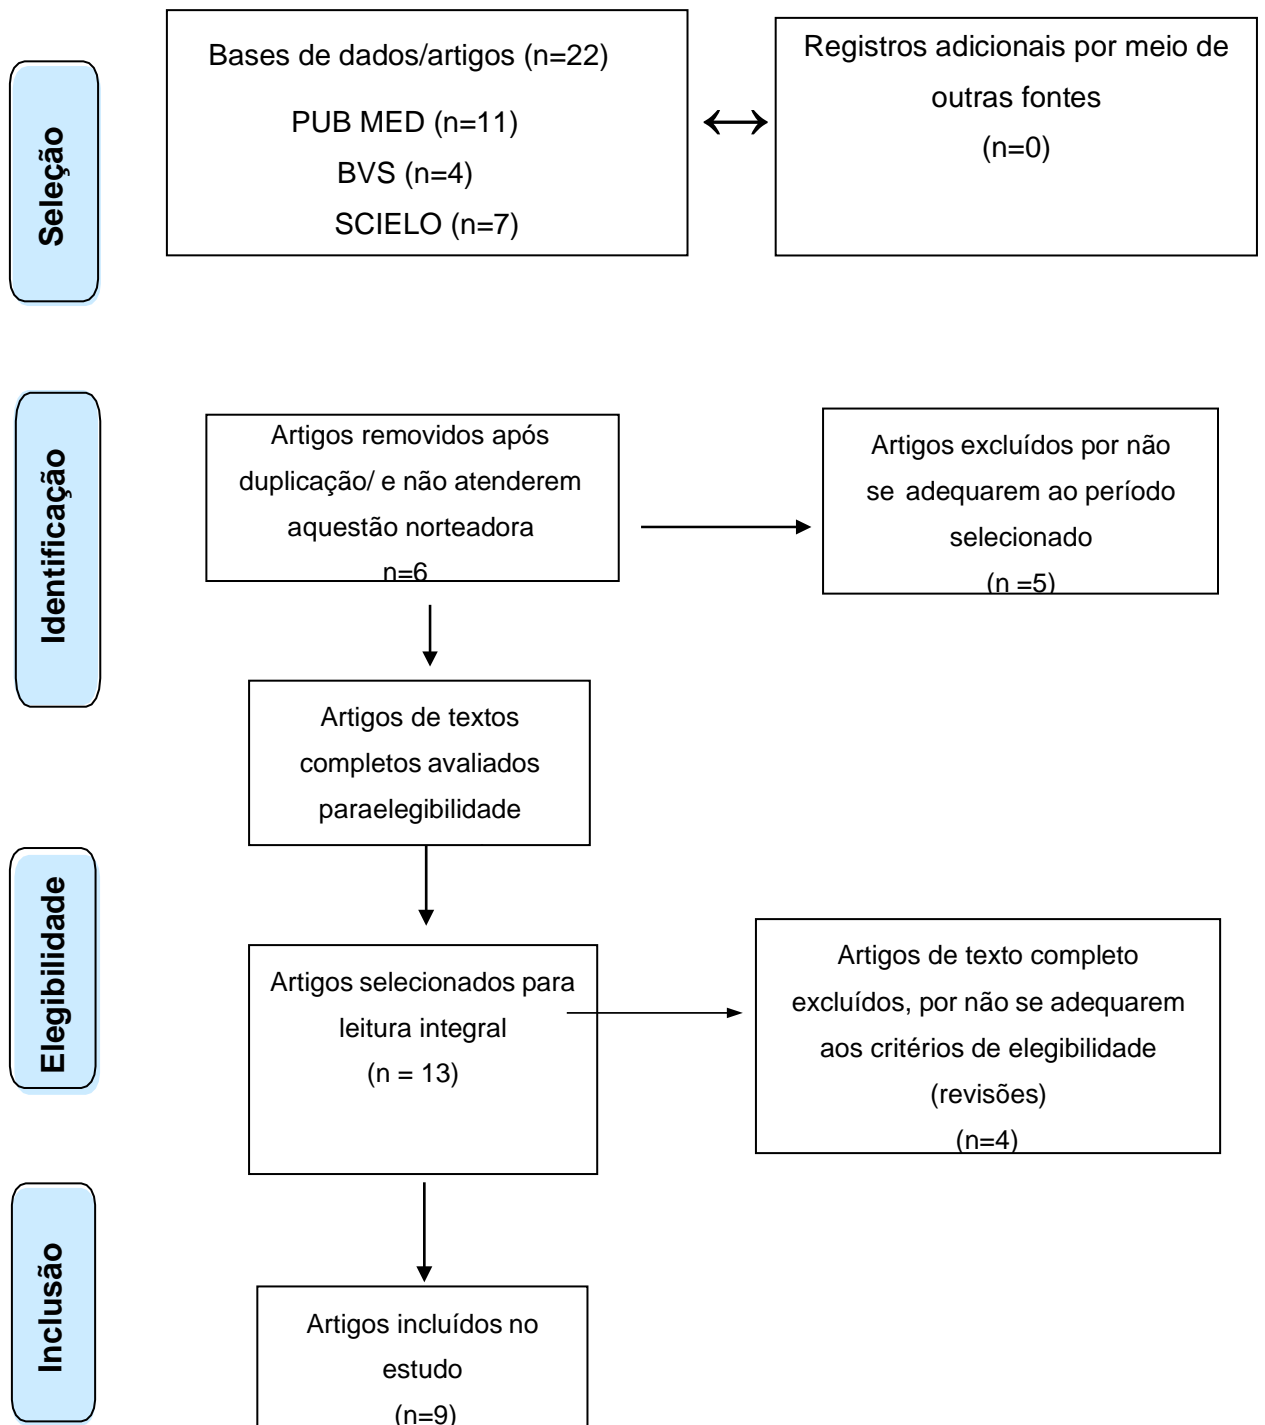 Seleção
Bases de dados/artigos (n=22)
PUB MED (n=11)
BVS (n=4)
SCIELO (n=7)
Registros adicionais por meio de
outras fontes
(n=0)
Identificação
Artigos removidos após
duplicação/ e não atenderem
aquestão norteadora
n=6
Artigos excluídos por não
se adequarem ao período
selecionado
(n =5)
Artigos de textos
completos avaliados
paraelegibilidade
Elegibilidade
Artigos selecionados para
leitura integral
(n = 13)
Artigos de texto completo
excluídos, por não se adequarem
aos critérios de elegibilidade
(revisões)
(n=4)
Inclusão
Artigos incluídos no
estudo
(n=9)